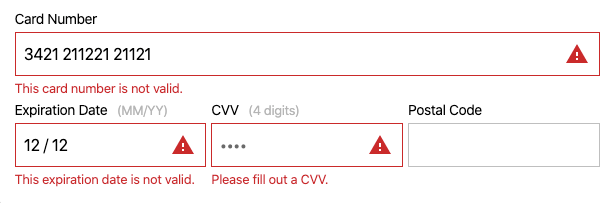 Card Number
3421 211221 21121
This card number is not valid.
Expiration Date (MM/YY) CVV (4 digits) Postal Code
12 / 12 ••••
This expiration date is not valid. Please fill out a CVV.